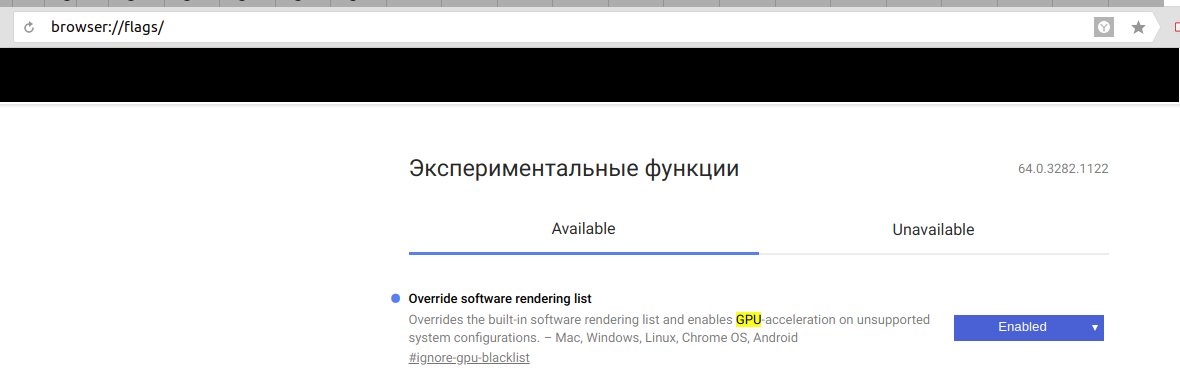 browser://flags/
Экспериментальные функции
64.0.3282.1122
Available
Unavailable
Override software rendering list
Overrides the built-in software rendering list and enables GPU-acceleration on unsupported
system configurations. – Mac, Windows, Linux, Chrome OS, Android
Enabled
#ignore-gpu-blacklist